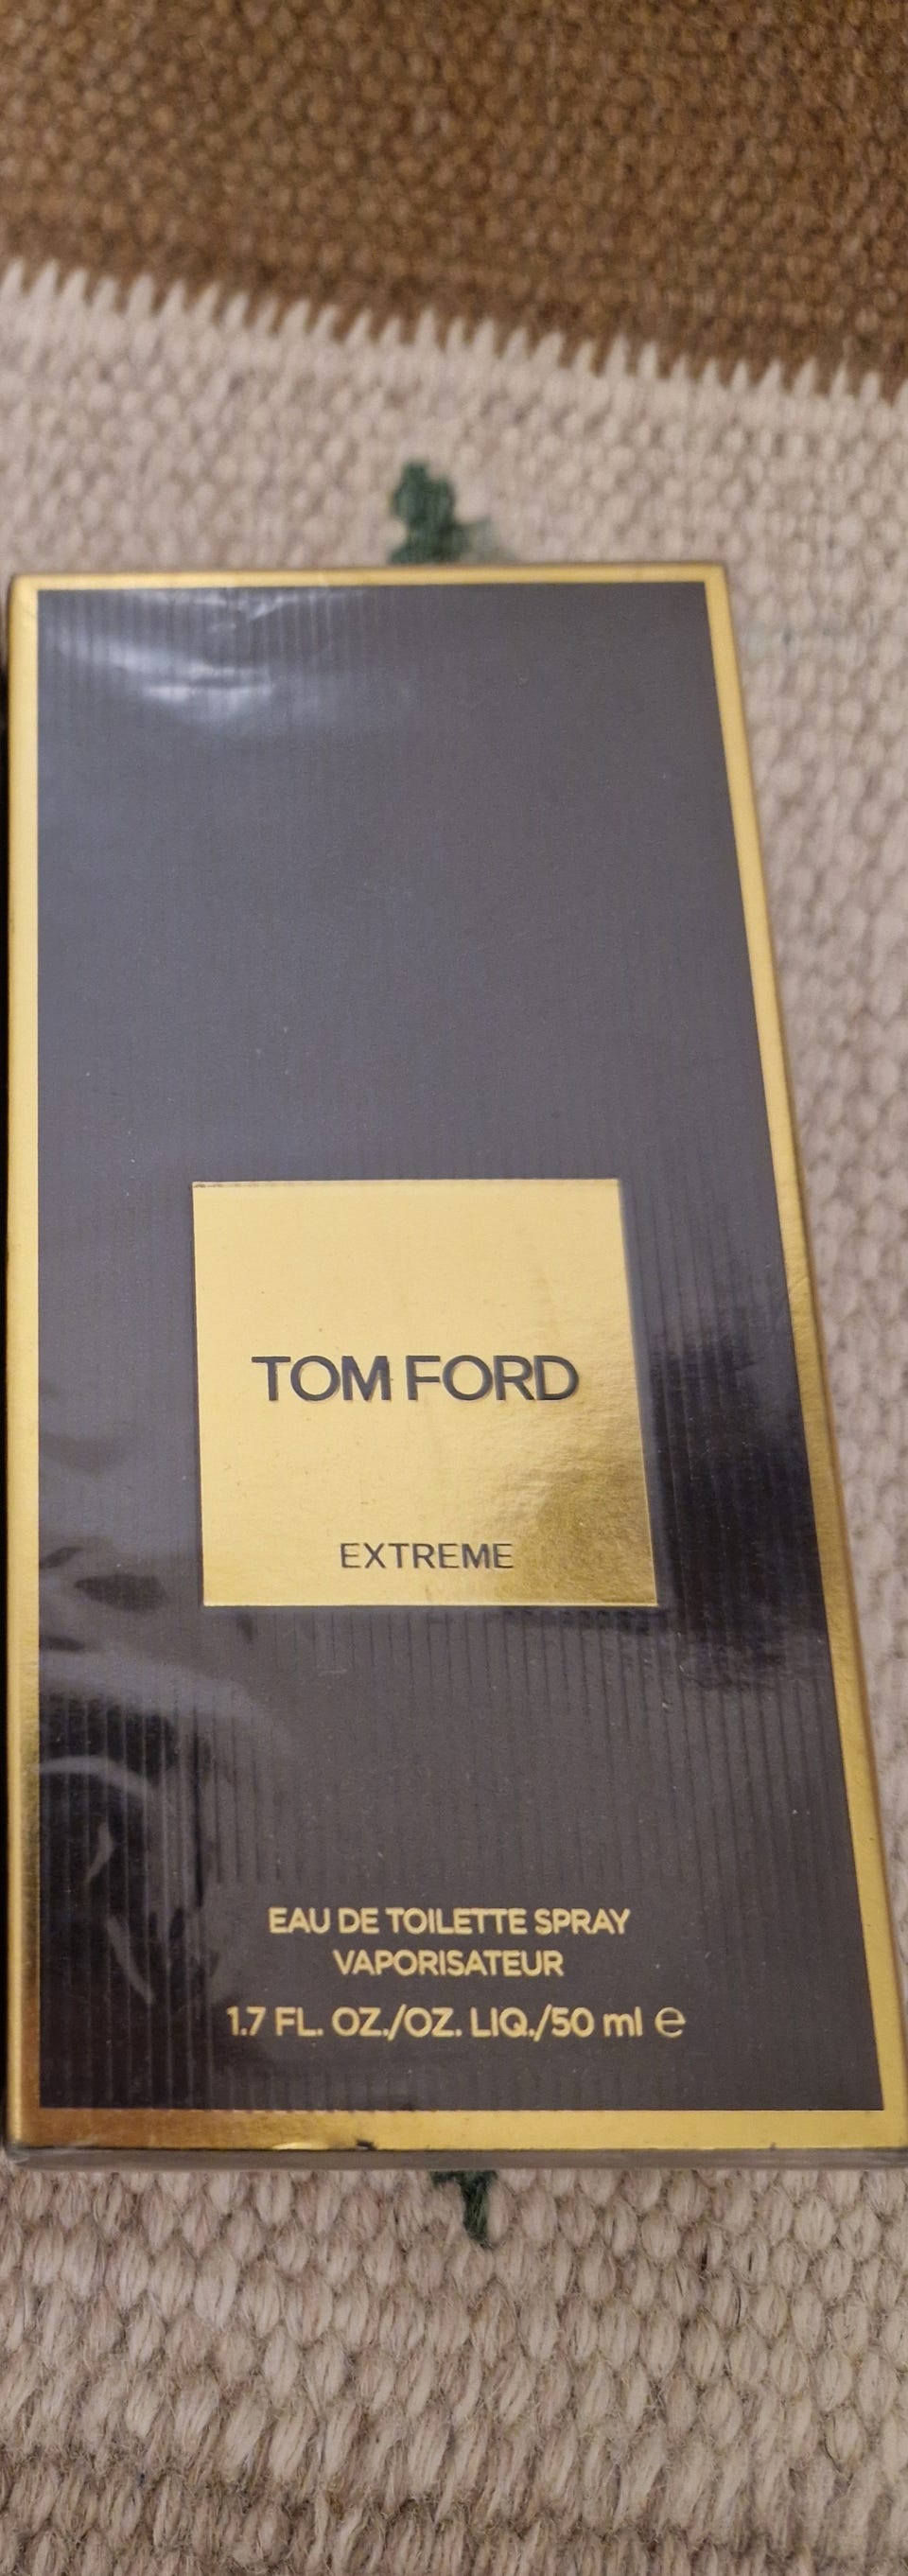 TOM FORD
EXTREME
EAU DE TOILETTE SPRAY
VAPORISATEUR
1.7 FL. OZ./OZ. LIQ./50 ml ℮